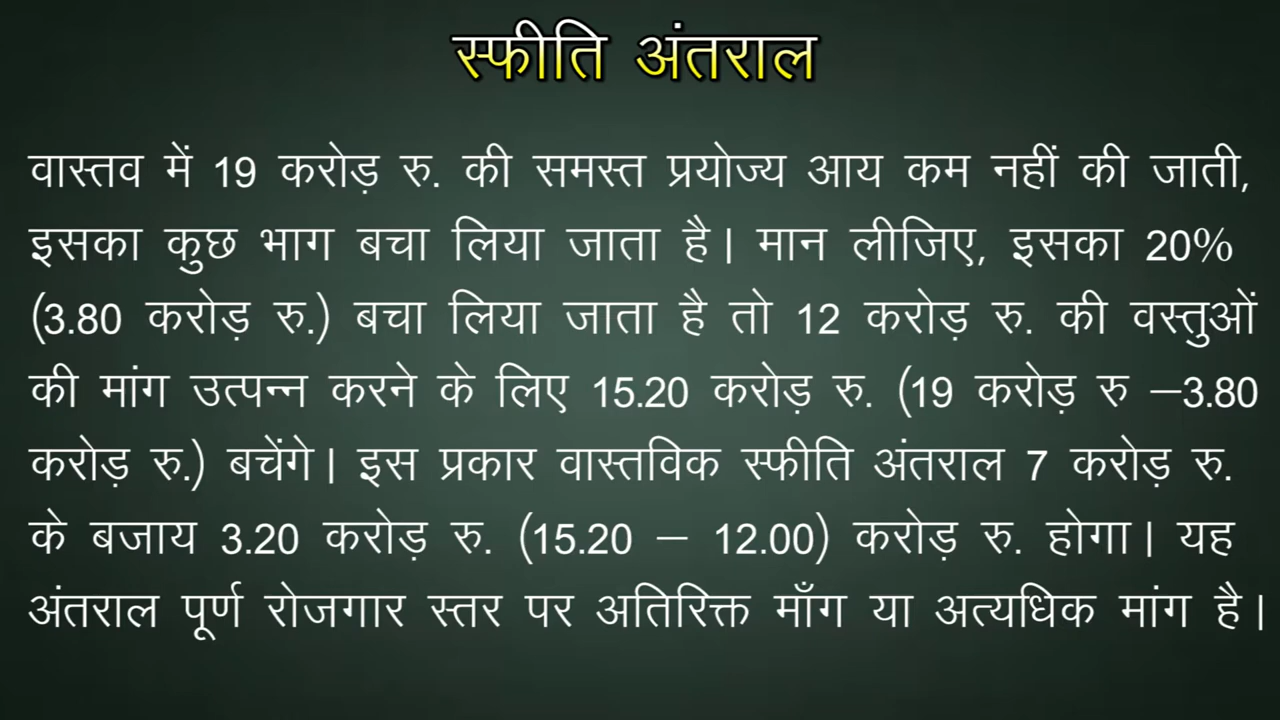 स्फीति अंतराल
वास्तव में 19 करोड़ रु. की समस्त प्रयोज्य आय कम नहीं की जाती,
इसका कुछ भाग बचा लिया जाता है। मान लीजिए, इसका 20%
(3.80 करोड़ रु.) बचा लिया जाता है तो 12 करोड़ रु. की वस्तुओं
की मांग उत्पन्न करने के लिए 15.20 करोड़ रु. (19 करोड़ रु –3.80
करोड़ रु.) बचेंगे। इस प्रकार वास्तविक स्फीति अंतराल 7 करोड़ रु.
के बजाय 3.20 करोड़ रु. (15.20 – 12.00) करोड़ रु. होगा। यह
अंतराल पूर्ण रोजगार स्तर पर अतिरिक्त माँग या अत्यधिक मांग है।